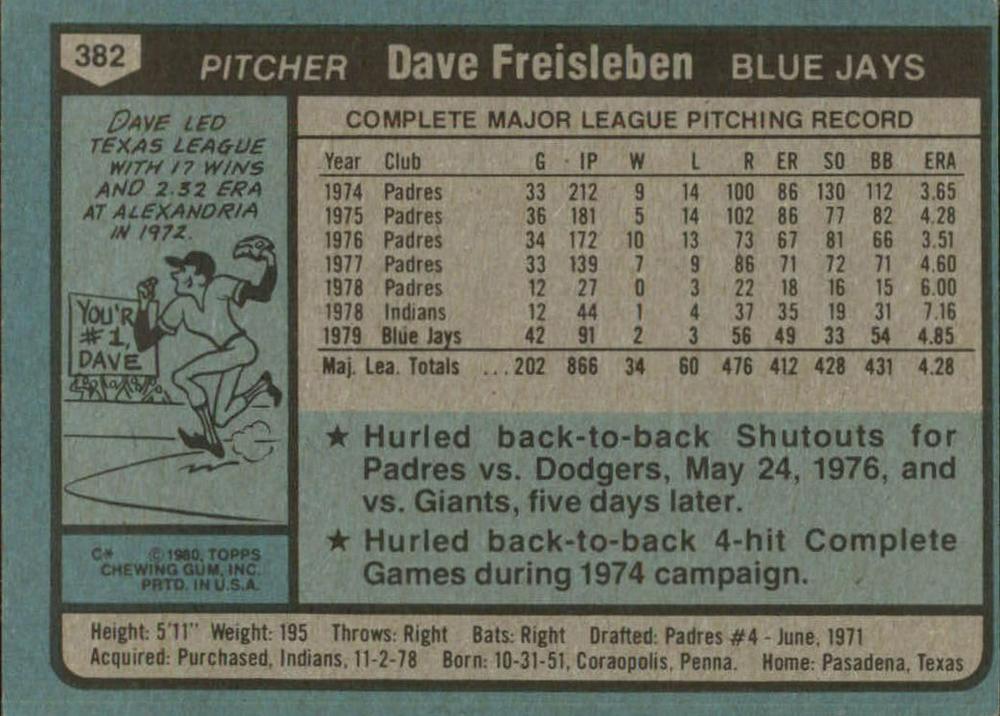 382 PITCHER Dave Freisleben BLUE JAYS
DAVE LED
TEXAS LEAGUE
WITH 17 WINS
AND 2.32 ERA
AT ALEXANDRIA
IN 1972.
YOU'R
#1,
DAVE
C* © 1980, TOPPS
CHEWING GUM, INC.
PRTD. IN U.S.A.
COMPLETE MAJOR LEAGUE PITCHING RECORD
Year Club G IP W L R ER SO BB ERA
1974 Padres 33 212 9 14 100 86 130 112 3.65
1975 Padres 36 181 5 14 102 86 77 82 4.28
1976 Padres 34 172 10 13 73 67 81 66 3.51
1977 Padres 33 139 7 9 86 71 72 71 4.60
1978 Padres 12 27 0 3 22 18 16 15 6.00
1978 Indians 12 44 1 4 37 35 19 31 7.16
1979 Blue Jays 42 91 2 3 56 49 33 54 4.85
Maj. Lea. Totals ...202 866 34 60 476 412 428 431 4.28
★ Hurled back-to-back Shutouts for
Padres vs. Dodgers, May 24, 1976, and
vs. Giants, five days later.
★ Hurled back-to-back 4-hit Complete
Games during 1974 campaign.
Height: 5'11" Weight: 195 Throws: Right Bats: Right Drafted: Padres #4 - June, 1971
Acquired: Purchased, Indians, 11-2-78 Born: 10-31-51, Coraopolis, Penna. Home: Pasadena, Texas